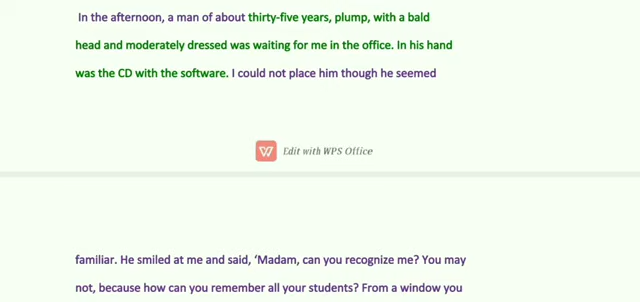 In the afternoon, a man of about thirty-five years, plump, with a bald
head and moderately dressed was waiting for me in the office. In his hand
was the CD with the software. I could not place him though he seemed
Edit with WPS Office
familiar. He smiled at me and said, ‘Madam, can you recognize me? You may
not, because how can you remember all your students? From a window you